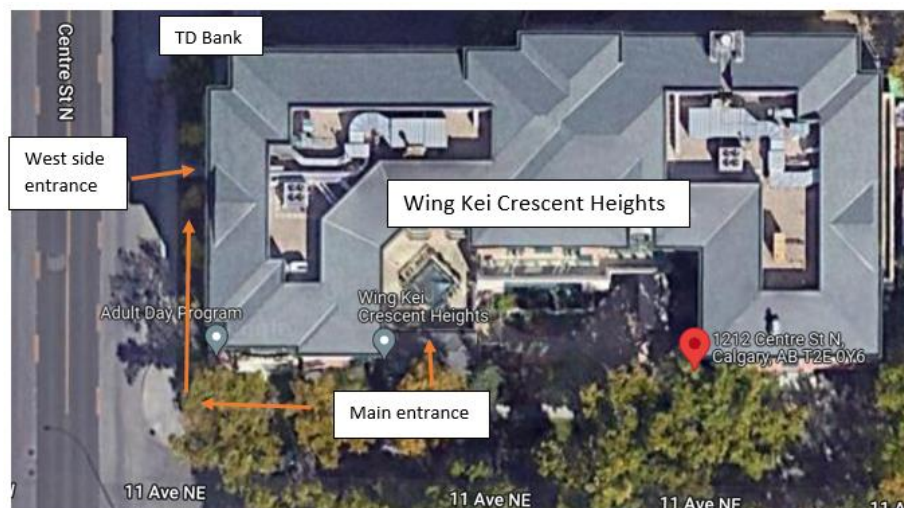 Centre St N
TD Bank
West side
entrance
Wing Kei Crescent Heights
Adult Day Program
Wing Kei
Crescent Heights
1212 Centre St N,
Calgary, AB T2E 0Y6
Main entrance
11 Ave NE
11 Ave NE
11 Ave NE